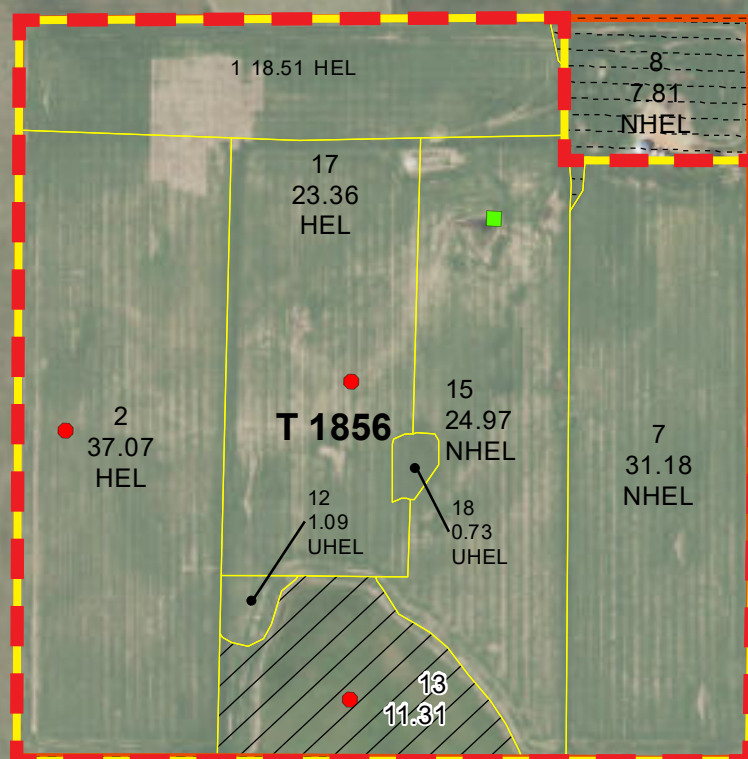 1 18.51 HEL
8
7.81
NHEL
17
23.36
HEL
2
37.07
HEL
T 1856
15
24.97
NHEL
7
31.18
NHEL
12
1.09
UHEL
18
0.73
UHEL
13
11.31